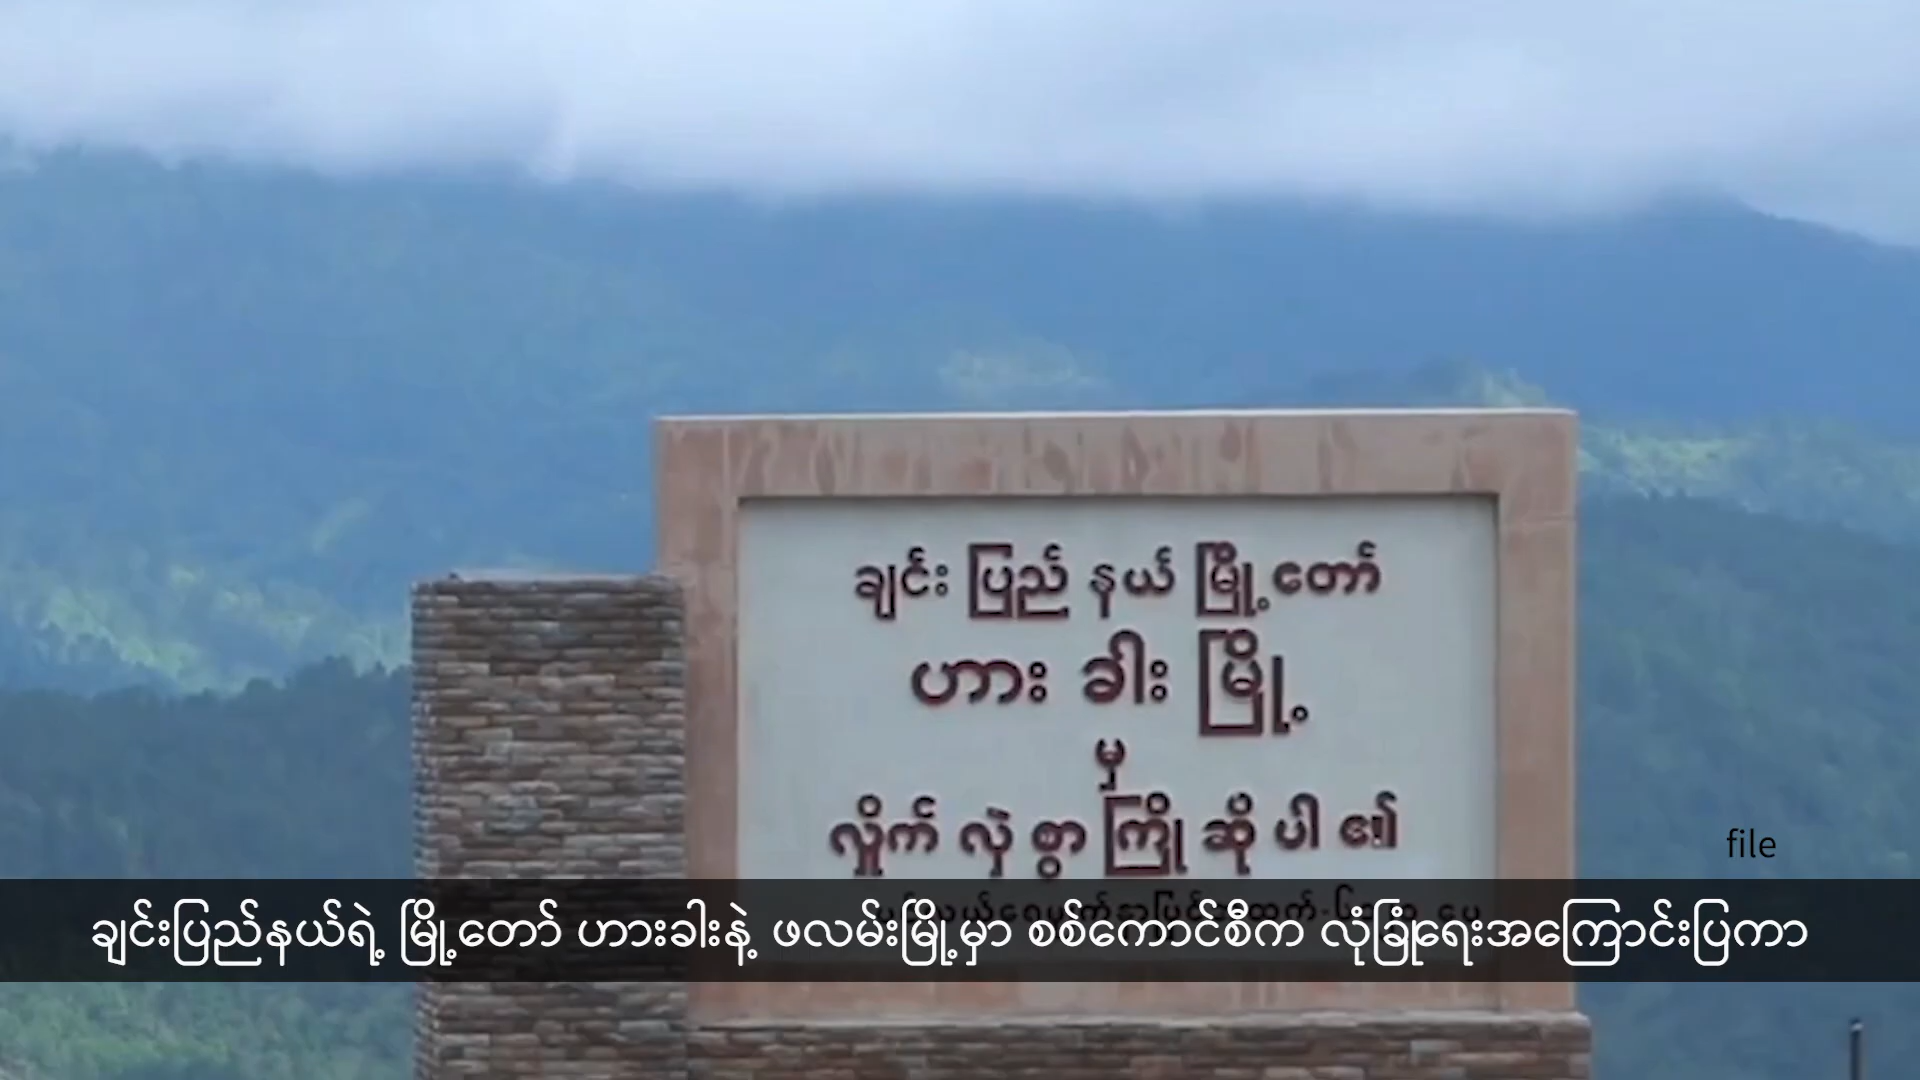 ချင်း ပြည် နယ် မြို့တော်
ဟား ခါး မြို့
မှ
လှိုက် လှဲ စွာ ကြို ဆို ပါ ၏
file
ချင်းပြည်နယ်ရဲ့ မြို့တော် ဟားခါးနဲ့ ဖလမ်းမြို့မှာ စစ်ကောင်စီက လုံခြုံရေးအကြောင်းပြကာ